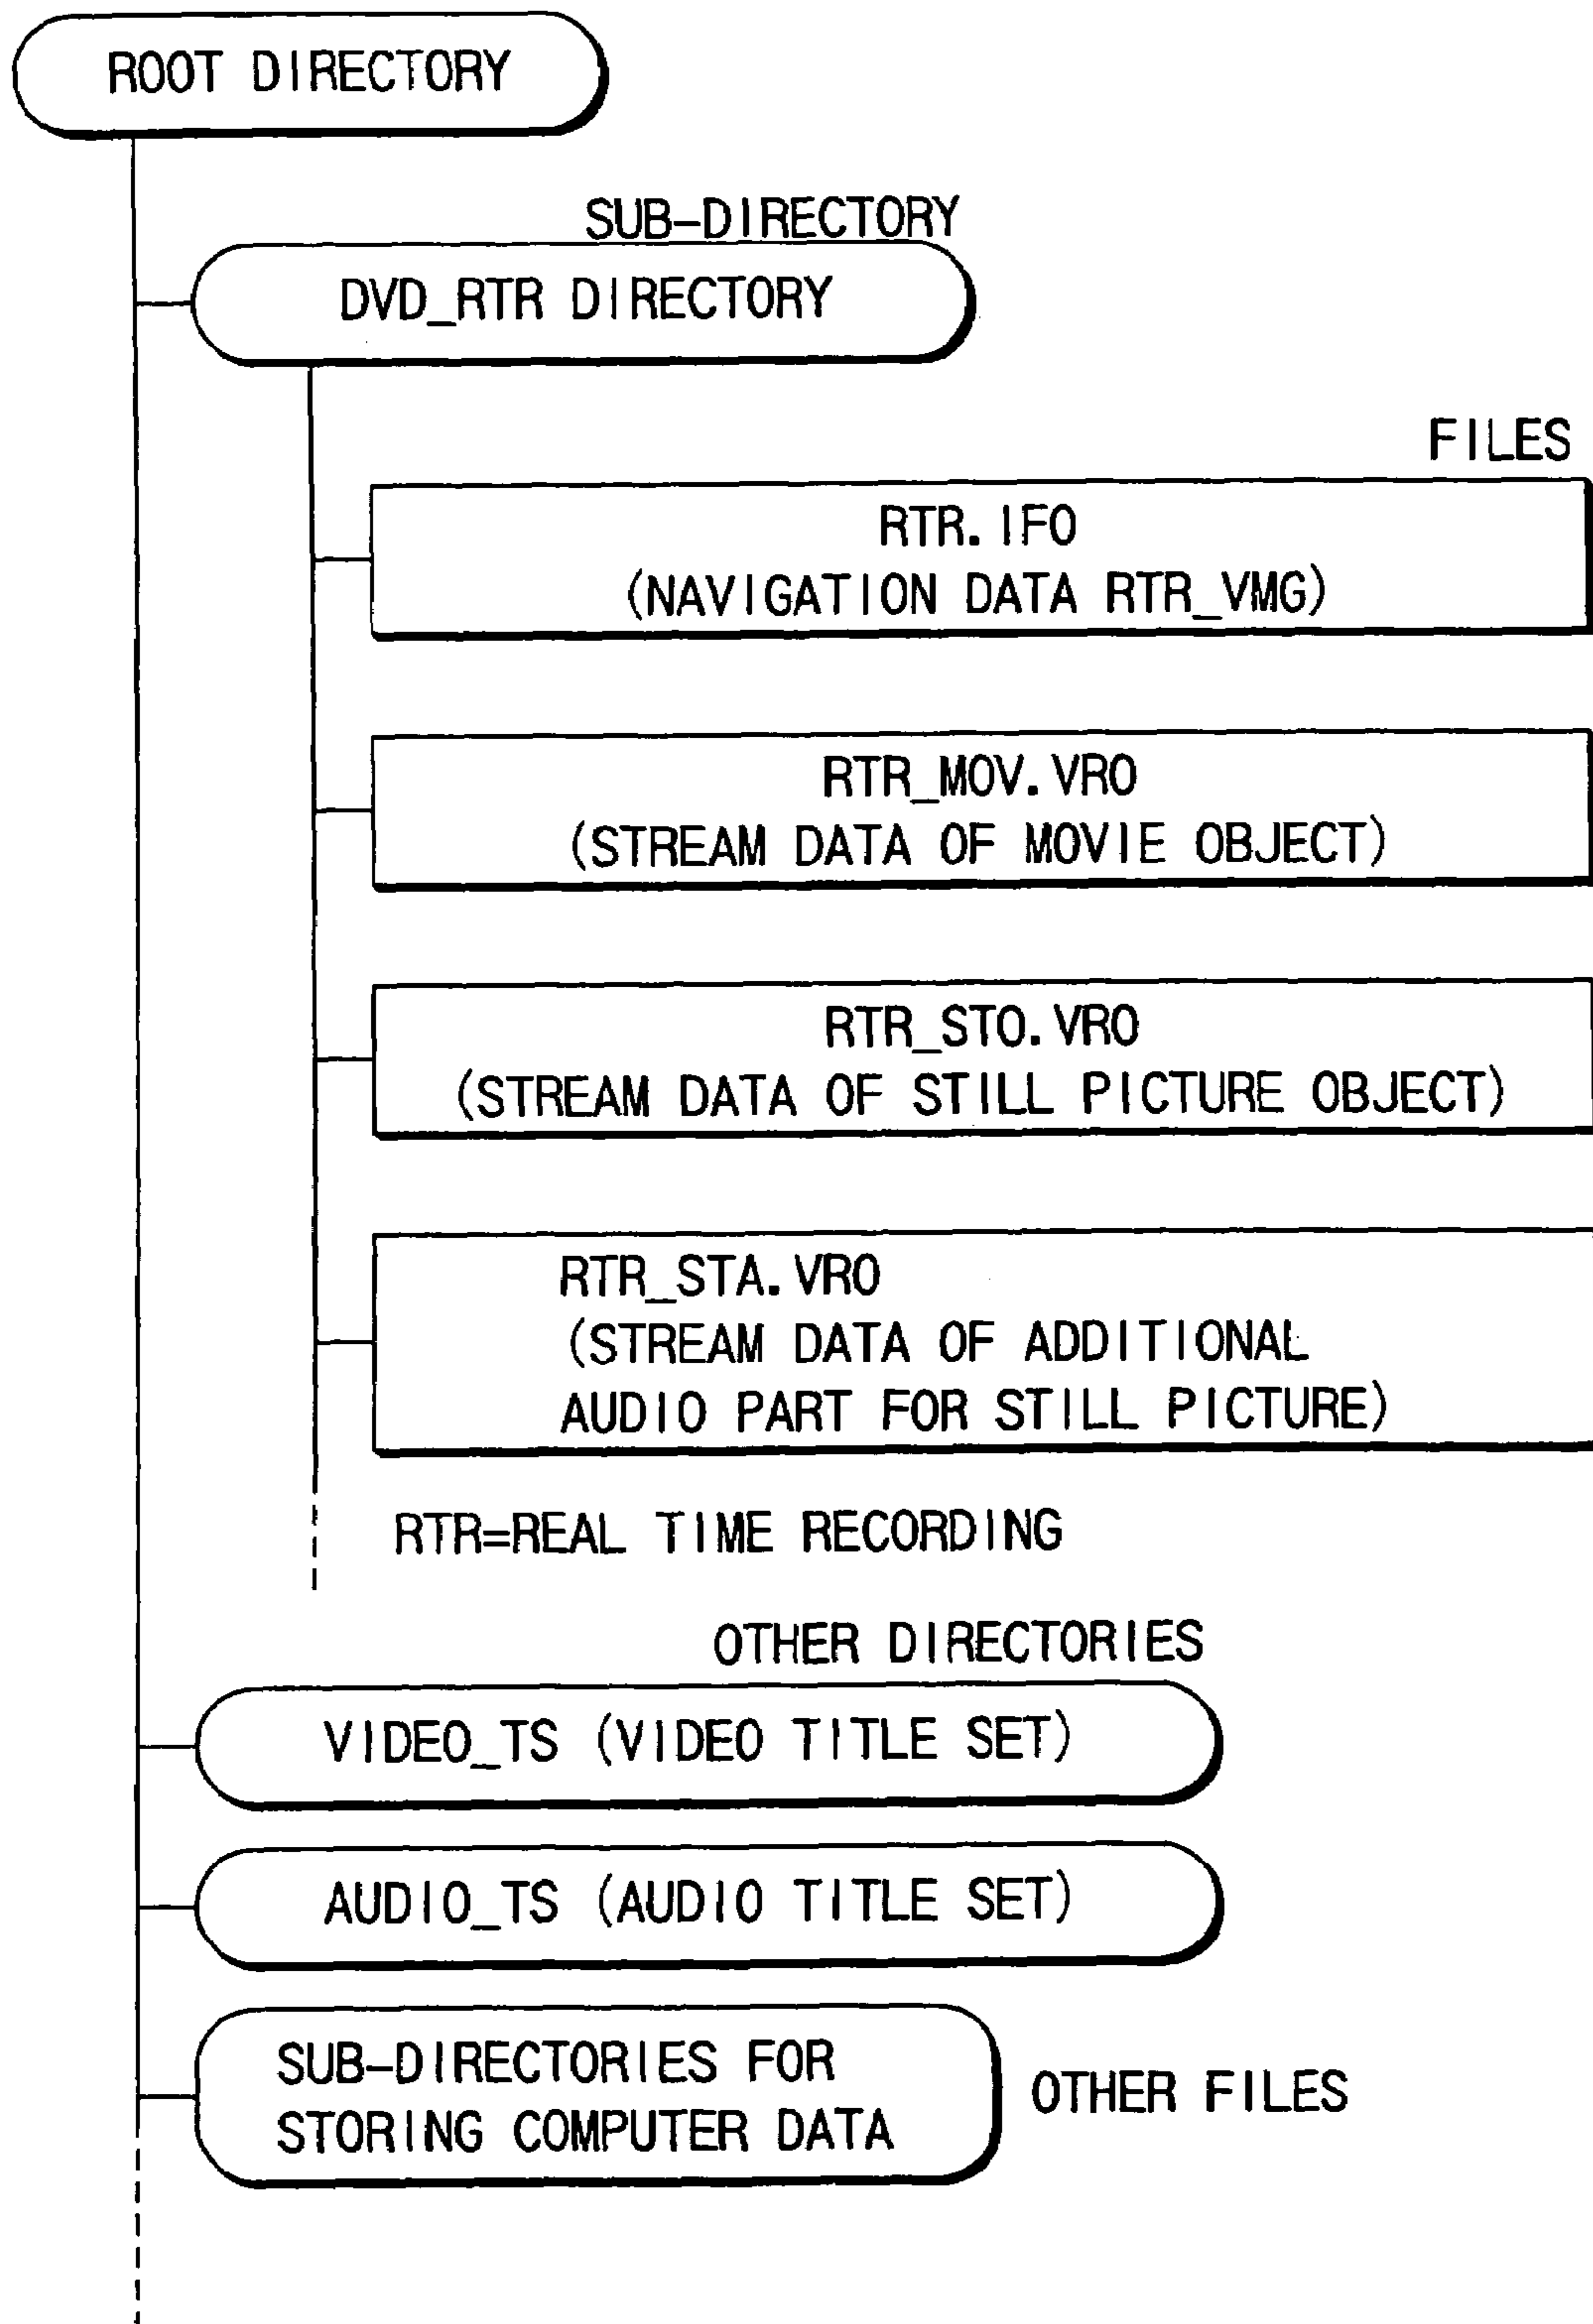 ROOT DIRECTORY
SUB-DIRECTORY
DVD_RTR DIRECTORY
FILES
RTR.IFO
(NAVIGATION DATA RTR_VMG)
RTR_MOV.VRO
(STREAM DATA OF MOVIE OBJECT)
RTR_STO.VRO
(STREAM DATA OF STILL PICTURE OBJECT)
RTR_STA.VRO
(STREAM DATA OF ADDITIONAL
AUDIO PART FOR STILL PICTURE)
RTR=REAL TIME RECORDING
OTHER DIRECTORIES
VIDEO_TS (VIDEO TITLE SET)
AUDIO_TS (AUDIO TITLE SET)
SUB-DIRECTORIES FOR
STORING COMPUTER DATA
OTHER FILES